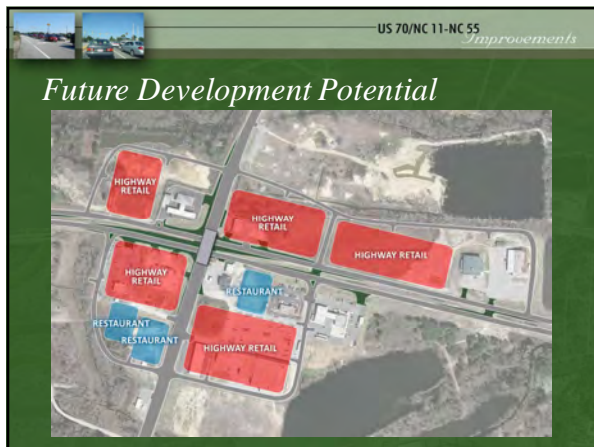 US 70/NC 11-NC 55
Improvements
Future Development Potential
HIGHWAY
RETAIL
HIGHWAY
RETAIL
HIGHWAY RETAIL
HIGHWAY
RETAIL
RESTAURANT
RESTAURANT
RESTAURANT
HIGHWAY RETAIL